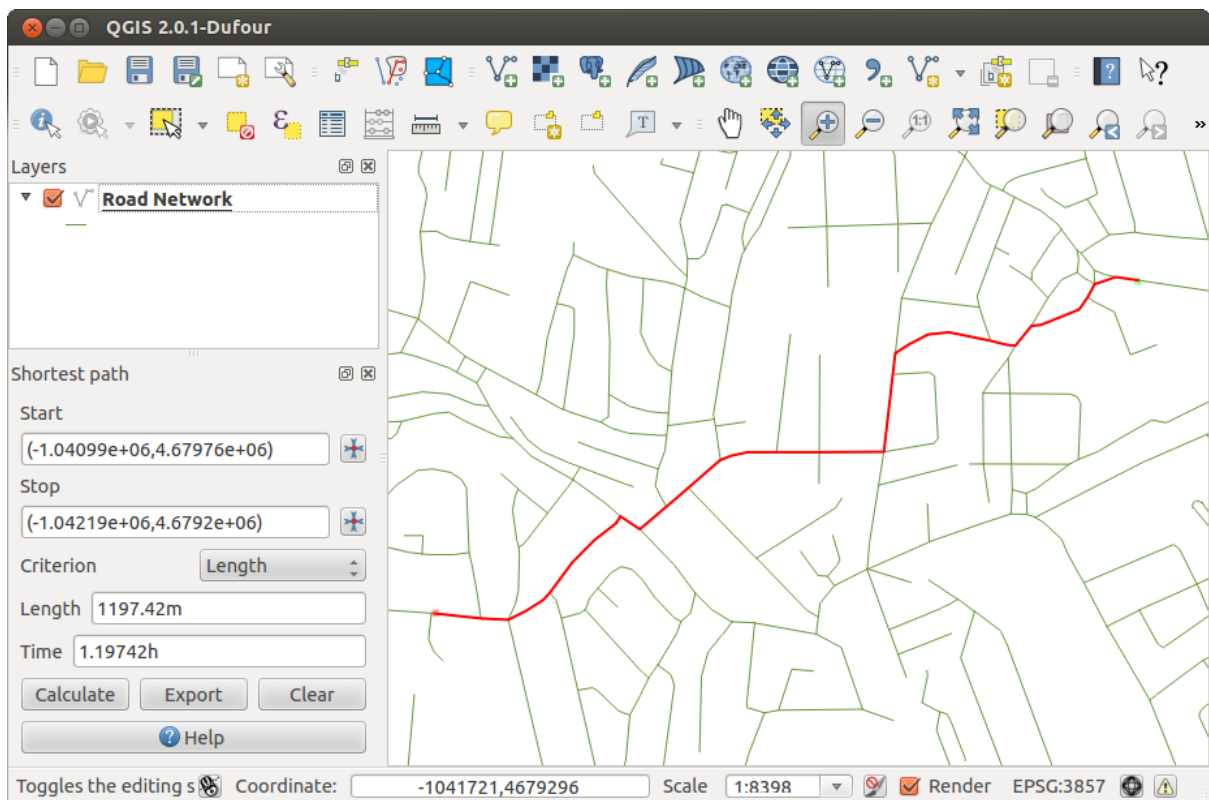 QGIS 2.0.1-Dufour
1:1
T
»
Layers
Road Network
Shortest path
Start
(-1.04099e+06,4.67976e+06)
Stop
(-1.04219e+06,4.6792e+06)
Criterion Length
Length 1197.42m
Time 1.19742h
Calculate Export Clear
Help
Toggles the editing s Coordinate: -1041721,4679296 Scale 1:8398 Render EPSG:3857